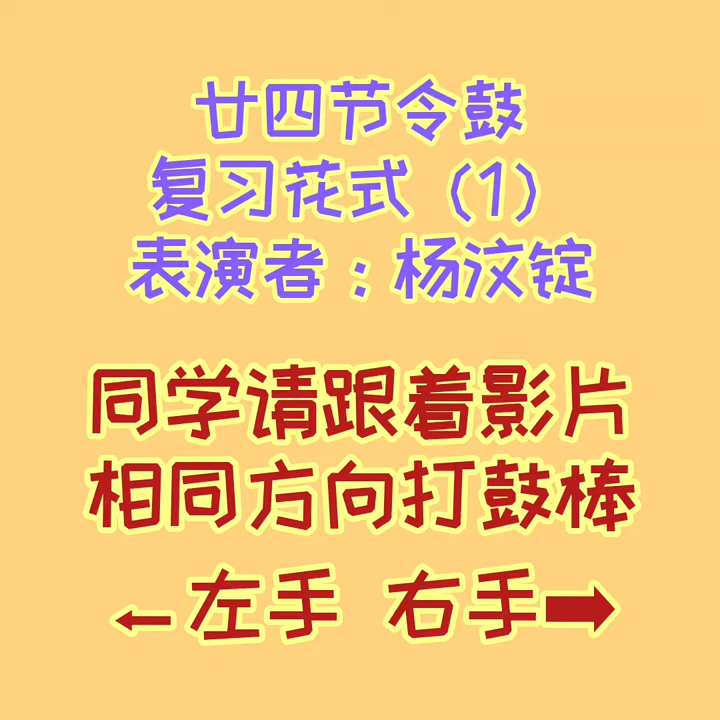 廿四节令鼓
复习花式（1）
表演者：杨汶锭
同学请跟着影片
相同方向打鼓棒
←左手 右手➡